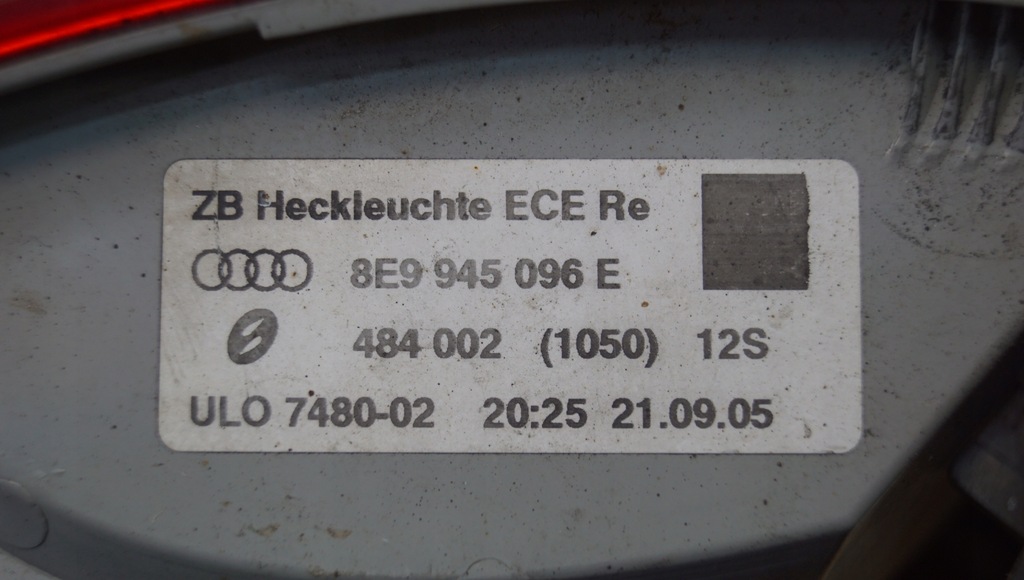 ZB Heckleuchte ECE Re
8E9 945 096 E
484 002 (1050) 12S
ULO 7480-02 20:25 21.09.05